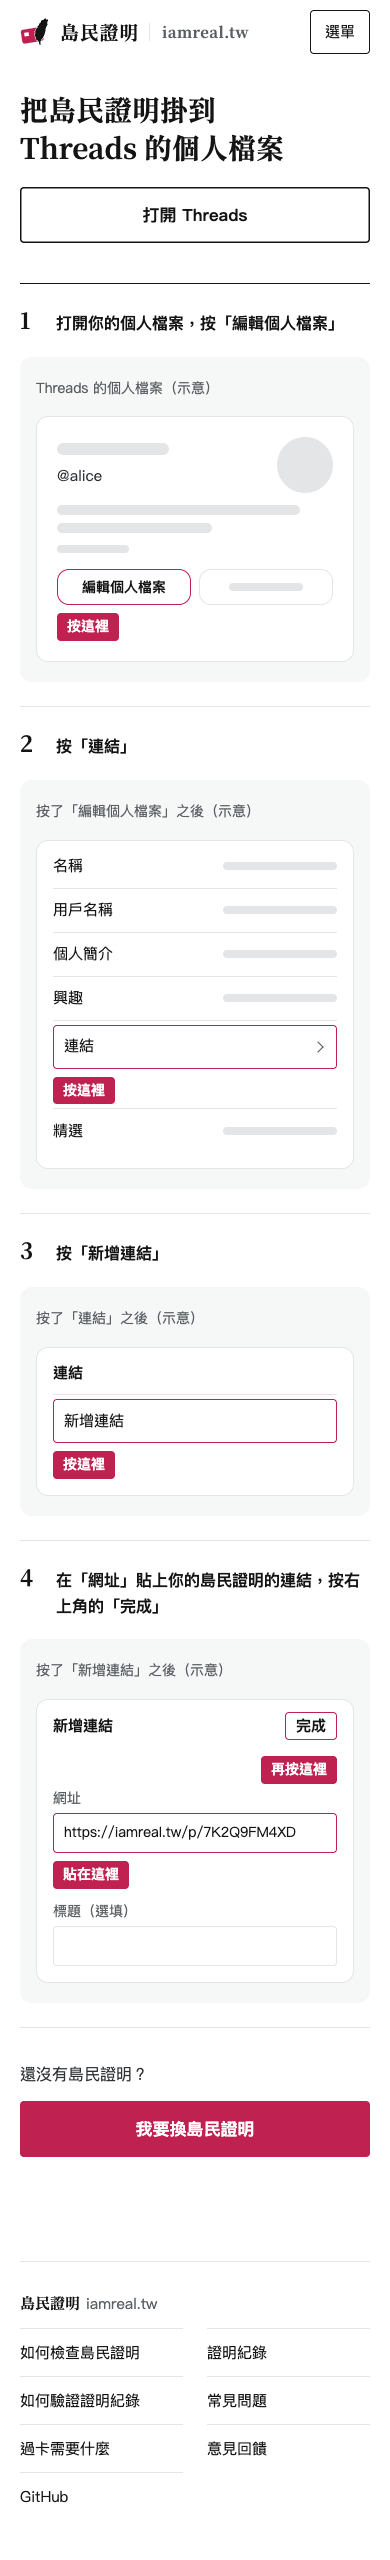 島民證明 iamreal.tw
選單
把島民證明掛到
Threads 的個人檔案
打開 Threads
1 打開你的個人檔案，按「編輯個人檔案」
Threads 的個人檔案（示意）
@alice
編輯個人檔案
按這裡
2 按「連結」
按了「編輯個人檔案」之後（示意）
名稱
用戶名稱
個人簡介
興趣
連結
按這裡
精選
3 按「新增連結」
按了「連結」之後（示意）
連結
新增連結
按這裡
4 在「網址」貼上你的島民證明的連結，按右
上角的「完成」
按了「新增連結」之後（示意）
新增連結 完成
再按這裡
網址
https://iamreal.tw/p/7K2Q9FM4XD
貼在這裡
標題（選填）
還沒有島民證明？
我要換島民證明
島民證明 iamreal.tw
如何檢查島民證明 證明紀錄
如何驗證證明紀錄 常見問題
過卡需要什麼 意見回饋
GitHub